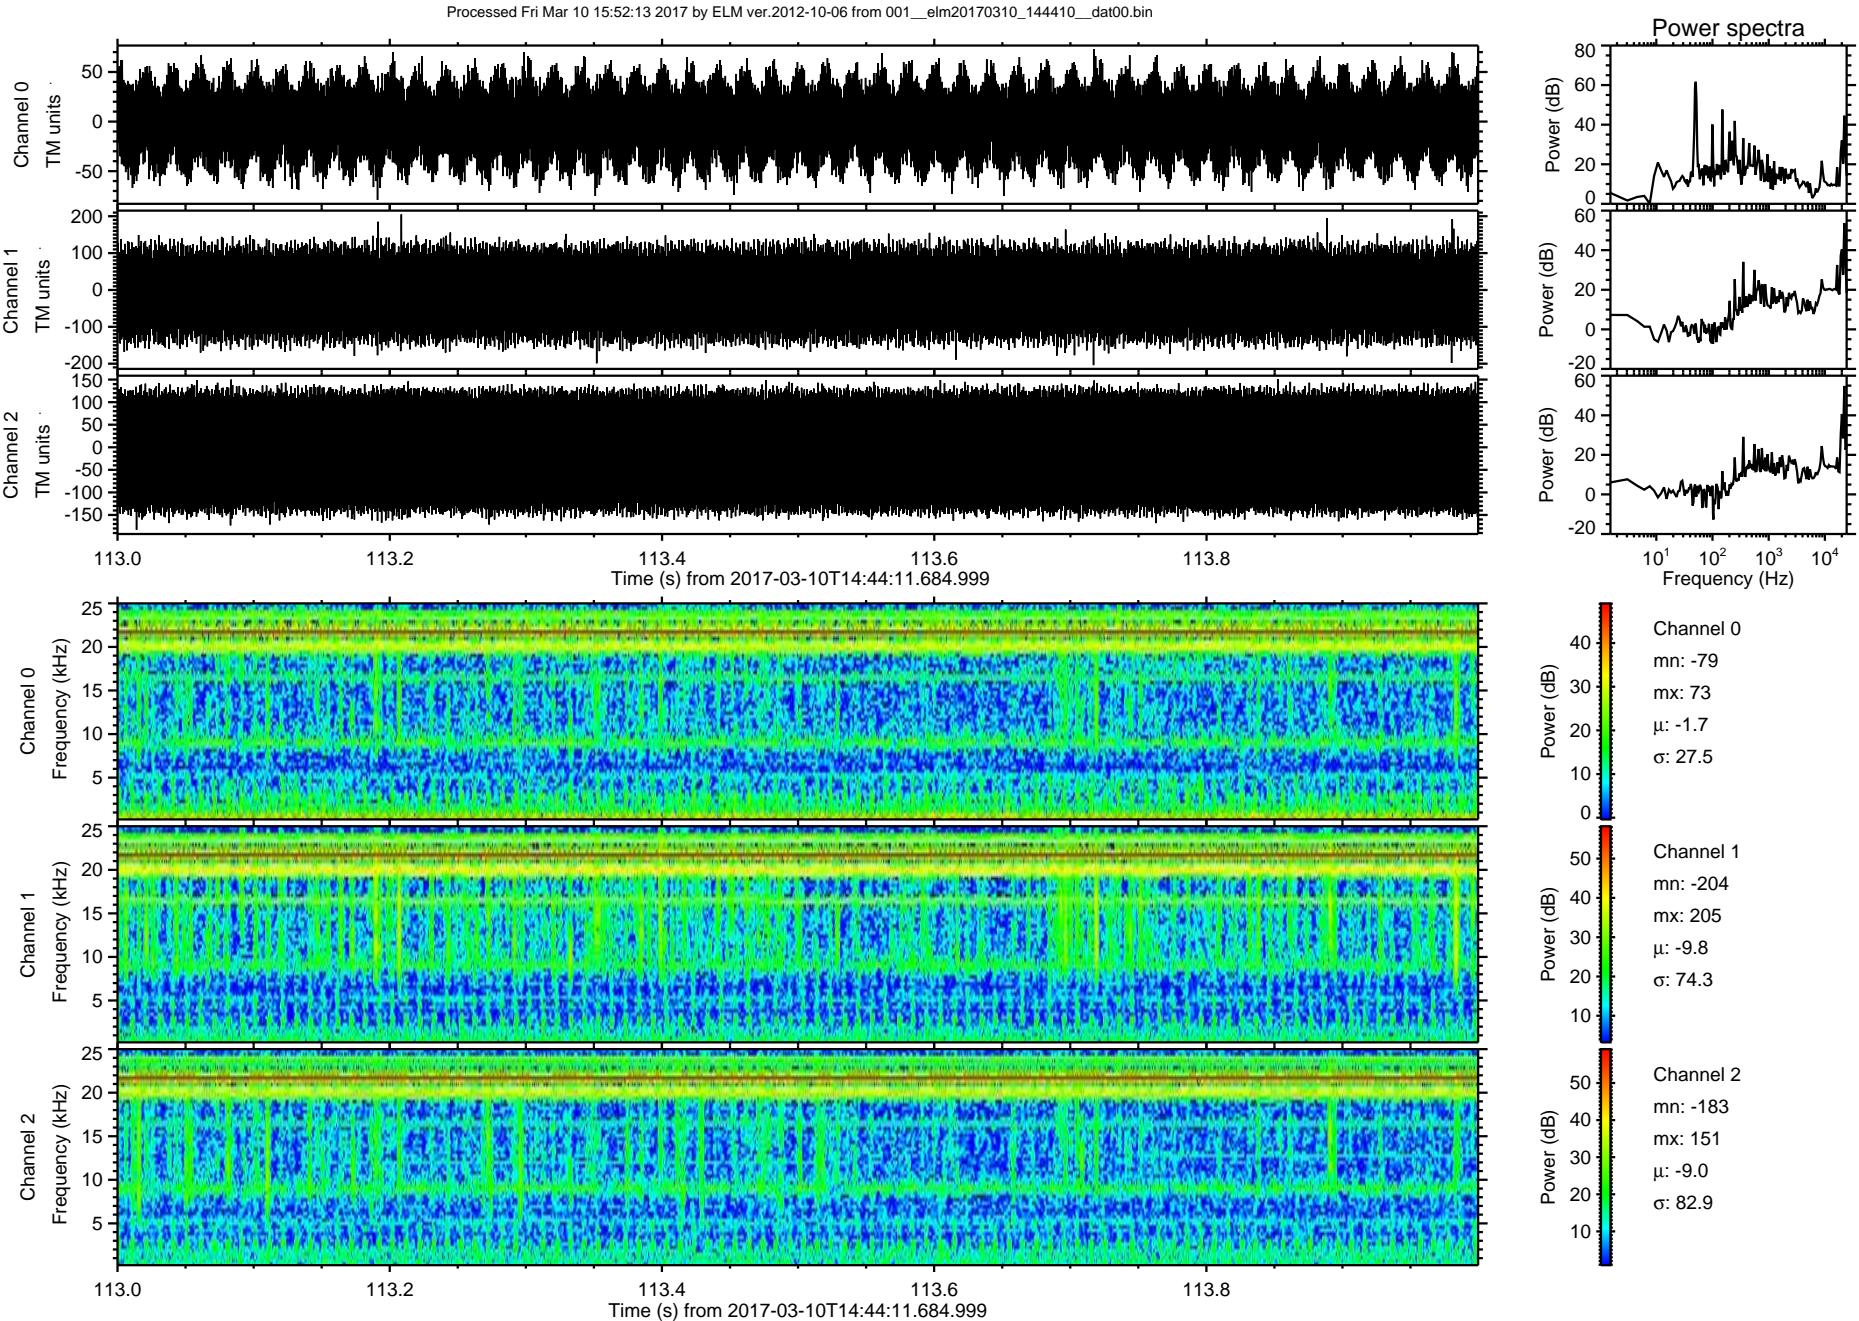 Processed Fri Mar 10 15:52:13 2017 by ELM ver.2012-10-06 from 001__elm20170310_144410__dat00.bin
Power spectra
Channel 0
TM units
50
0
-50
Power (dB)
80
60
40
20
0
Channel 1
TM units
200
100
0
-100
-200
Power (dB)
60
40
20
0
-20
Channel 2
TM units
150
100
50
0
-50
-100
-150
Power (dB)
60
40
20
0
-20
113.0 113.2 113.4 113.6 113.8
Time (s) from 2017-03-10T14:44:11.684.999
10¹ 10² 10³ 10⁴
Frequency (Hz)
Channel 0
Frequency (kHz)
25
20
15
10
5
Power (dB)
40
30
20
10
0
Channel 0
mn: -79
mx: 73
µ: -1.7
σ: 27.5
Channel 1
Frequency (kHz)
25
20
15
10
5
Power (dB)
50
40
30
20
10
Channel 1
mn: -204
mx: 205
µ: -9.8
σ: 74.3
Channel 2
Frequency (kHz)
25
20
15
10
5
Power (dB)
50
40
30
20
10
Channel 2
mn: -183
mx: 151
µ: -9.0
σ: 82.9
113.0 113.2 113.4 113.6 113.8
Time (s) from 2017-03-10T14:44:11.684.999